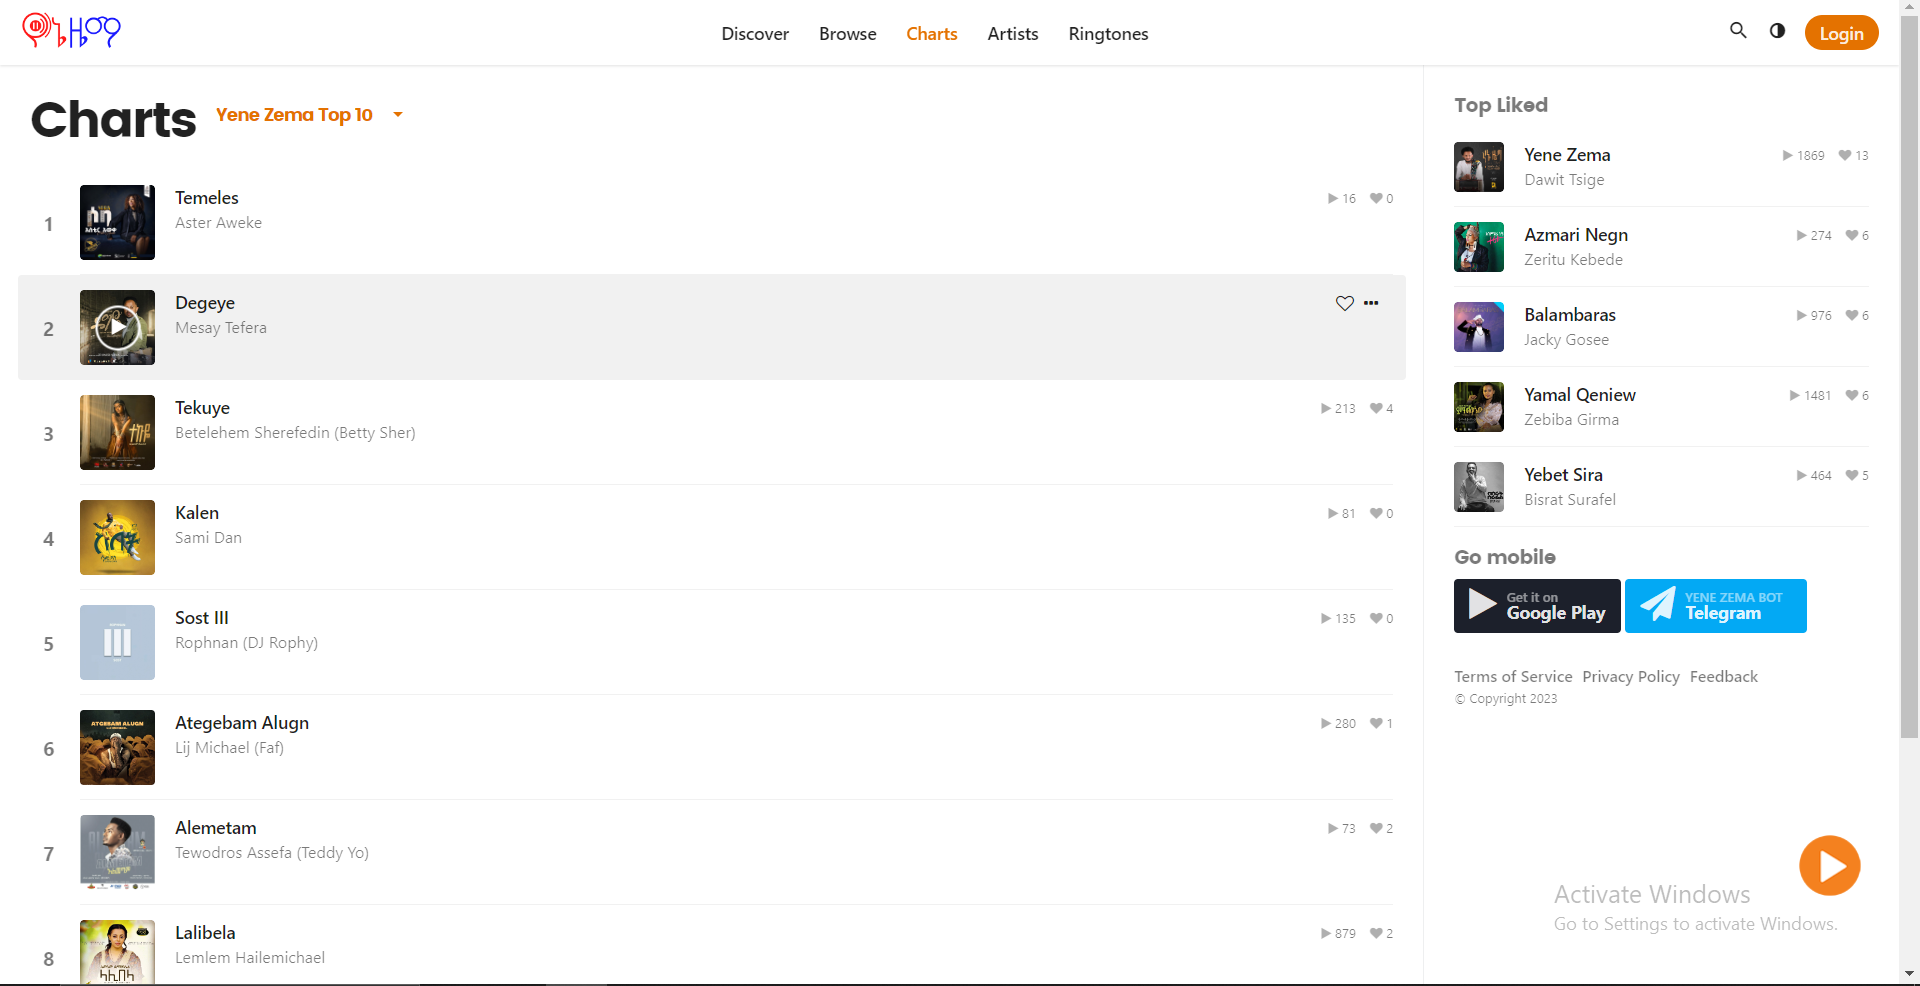 Discover Browse Charts Artists Ringtones
Login
Charts
Yene Zema Top 10
1
Temeles
Aster Aweke
16 0
2
Degeye
Mesay Tefera
3
Tekuye
Betelehem Sherefedin (Betty Sher)
213 4
4
Kalen
Sami Dan
81 0
5
Sost III
Rophnan (DJ Rophy)
135 0
6
ATGEBAM ALUGN
Ategebam Alugn
Lij Michael (Faf)
280 1
7
Alemetam
Tewodros Assefa (Teddy Yo)
73 2
8
Lalibela
Lemlem Hailemichael
879 2
Top Liked
Yene Zema
Dawit Tsige
1869 13
Azmari Negn
Zeritu Kebede
274 6
Balambaras
Jacky Gosee
976 6
Yamal Qeniew
Zebiba Girma
1481 6
Yebet Sira
Bisrat Surafel
464 5
Go mobile
Get it on
Google Play
YENE ZEMA BOT
Telegram
Terms of Service Privacy Policy Feedback
© Copyright 2023
Activate Windows
Go to Settings to activate Windows.